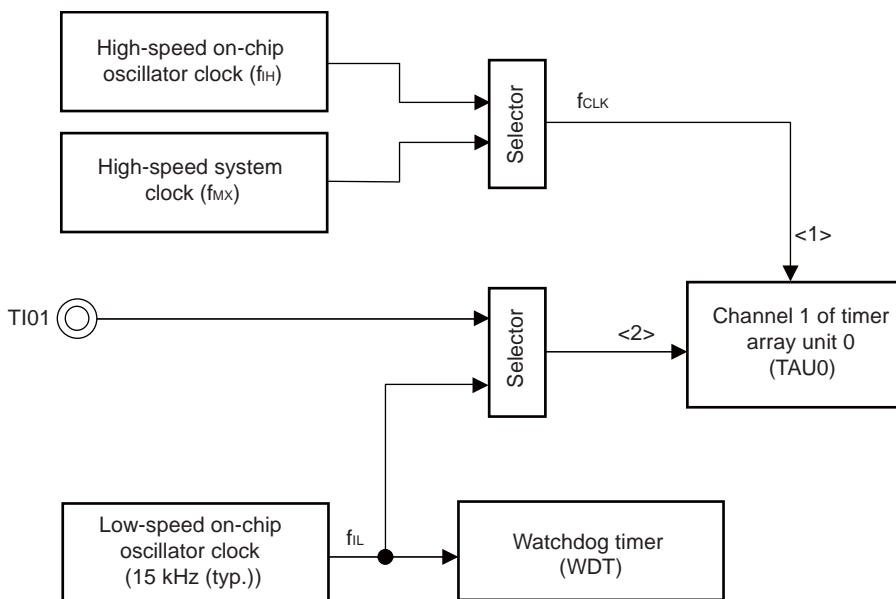 High-speed on-chip
oscillator clock (fIH)
High-speed system
clock (fMX)
Selector
fCLK
<1>
TI01
Selector
<2>
Channel 1 of timer
array unit 0
(TAU0)
Low-speed on-chip
oscillator clock
(15 kHz (typ.))
fIL
Watchdog timer
(WDT)